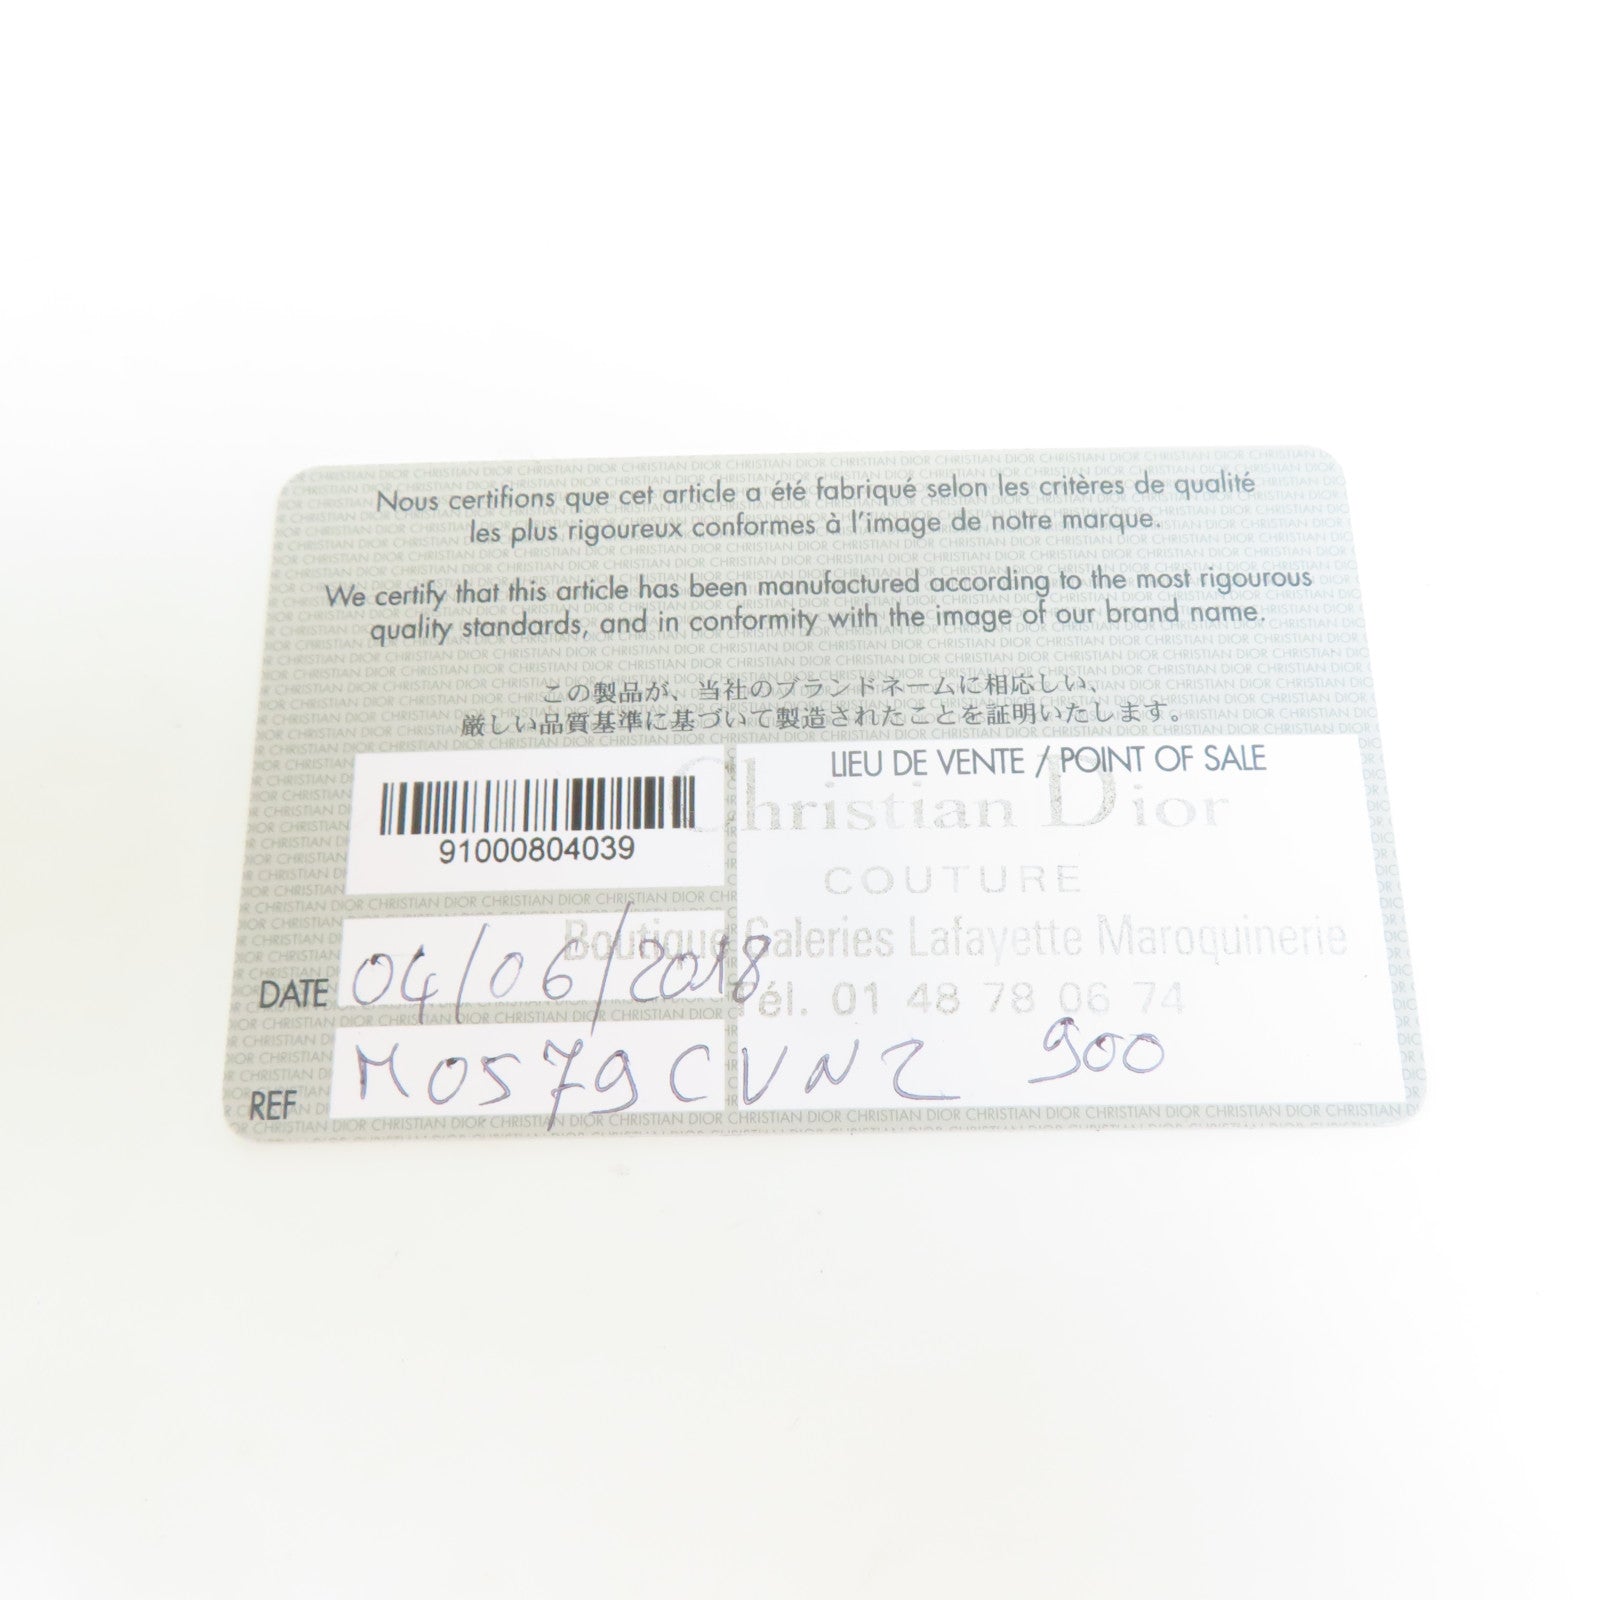 Nous certifions que cet article a été fabriqué selon les critères de qualité
les plus rigoureux conformes à l'image de notre marque.
We certify that this article has been manufactured according to the most rigourous
quality standards, and in conformity with the image of our brand name.
この製品が、当社のブランドネームに相応しい、
厳しい品質基準に基づいて製造されたことを証明いたします。
LIEU DE VENTE / POINT OF SALE
Christian Dior
COUTURE
91000804039
Boutique Galeries Lafayette Maroquinerie
DATE 04/06/2018
Tél. 01 48 78 06 74
REF M0579CVNZ 900